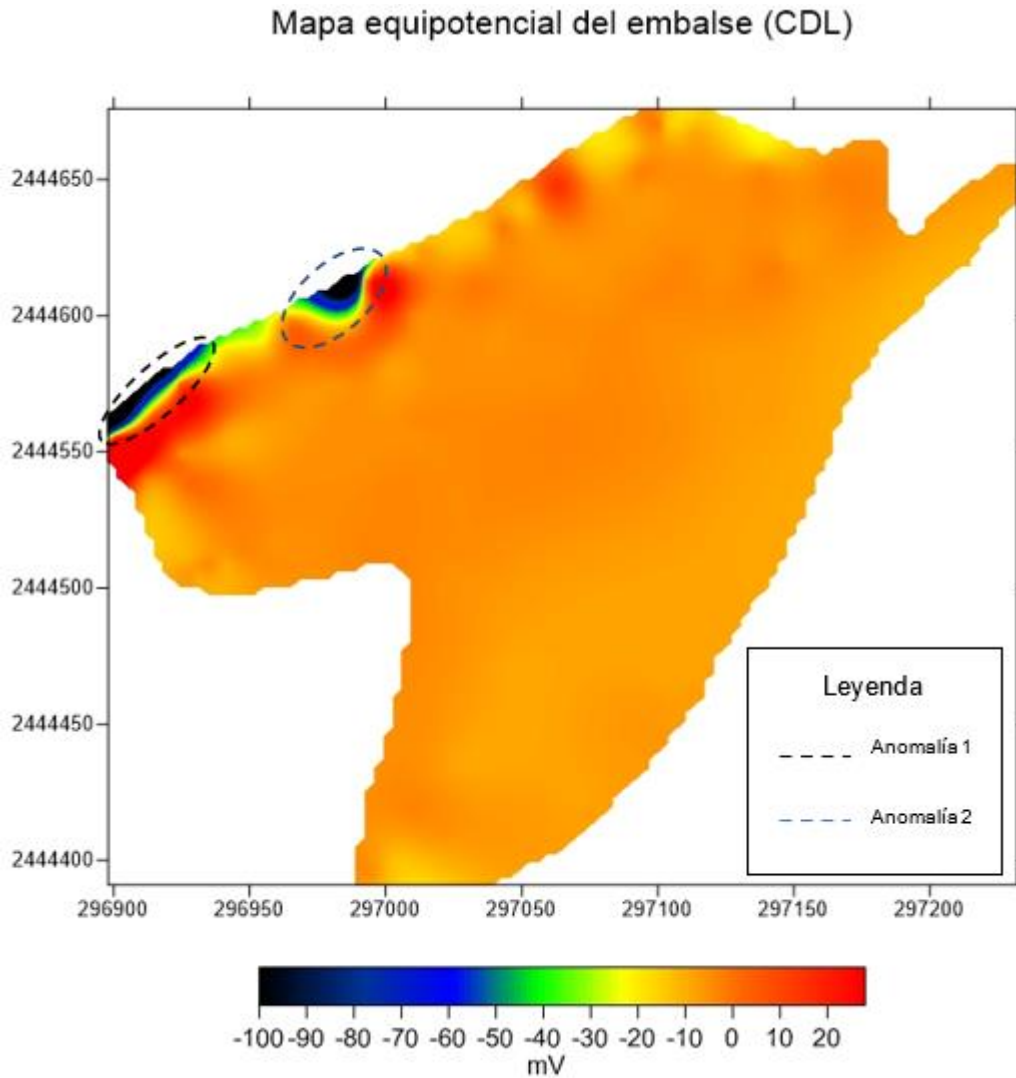 Mapa equipotencial del embalse (CDL)
2444650
2444600
2444550
2444500
2444450
2444400
Leyenda
Anomalía 1
Anomalía 2
296900 296950 297000 297050 297100 297150 297200
-100 -90 -80 -70 -60 -50 -40 -30 -20 -10 0 10 20
mV